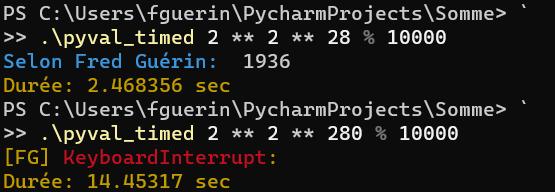 PS C:\Users\fguerin\PycharmProjects\Somme> `
>> .\pyval_timed 2 ** 2 ** 28 % 10000
Selon Fred Guérin:  1936
Durée: 2.468356 sec
PS C:\Users\fguerin\PycharmProjects\Somme> `
>> .\pyval_timed 2 ** 2 ** 280 % 10000
[FG] KeyboardInterrupt:
Durée: 14.45317 sec